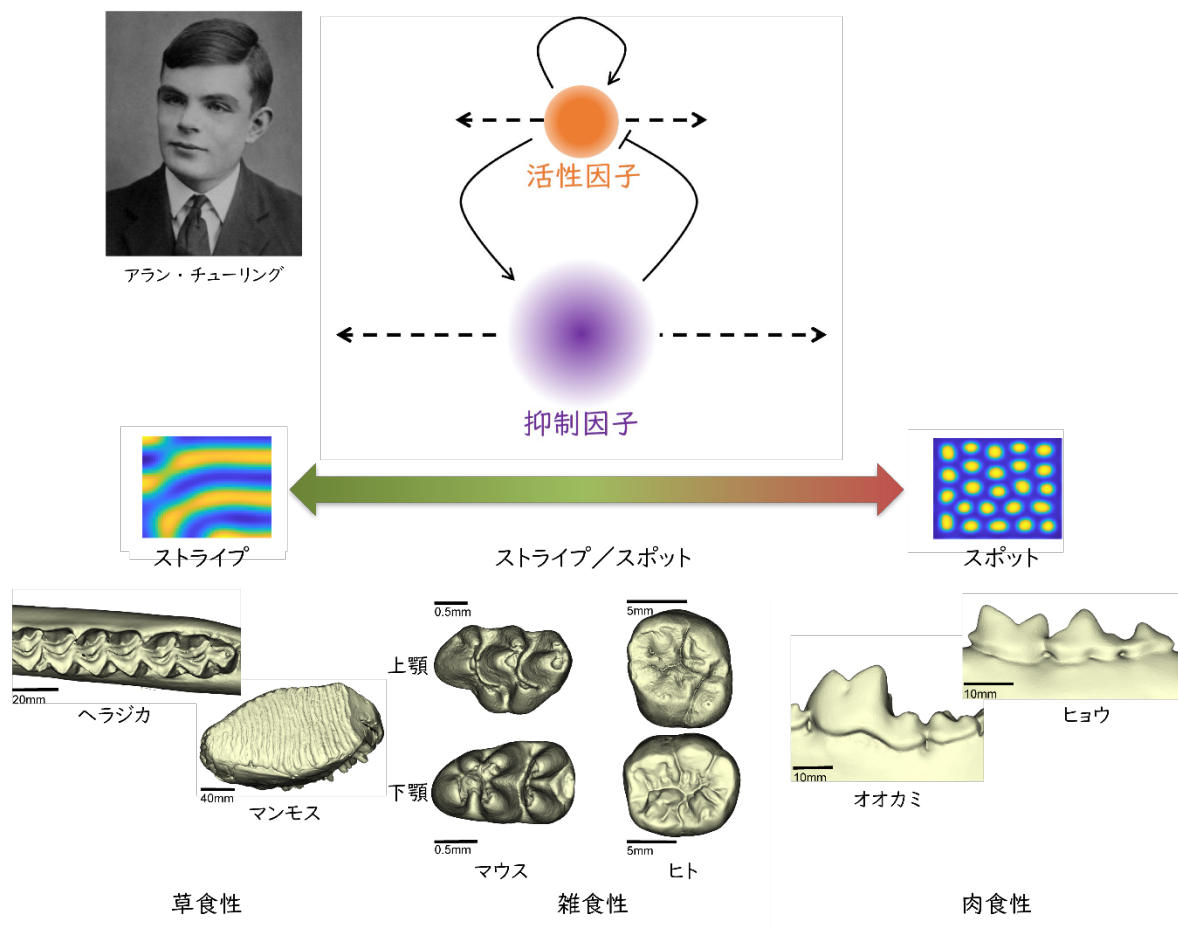 アラン・チューリング
活性因子
抑制因子
ストライプ
ストライプ／スポット
スポット
20mm
ヘラジカ
40mm
マンモス
0.5mm
5mm
上顎
下顎
0.5mm
5mm
マウス
ヒト
10mm
オオカミ
10mm
ヒョウ
草食性
雑食性
肉食性